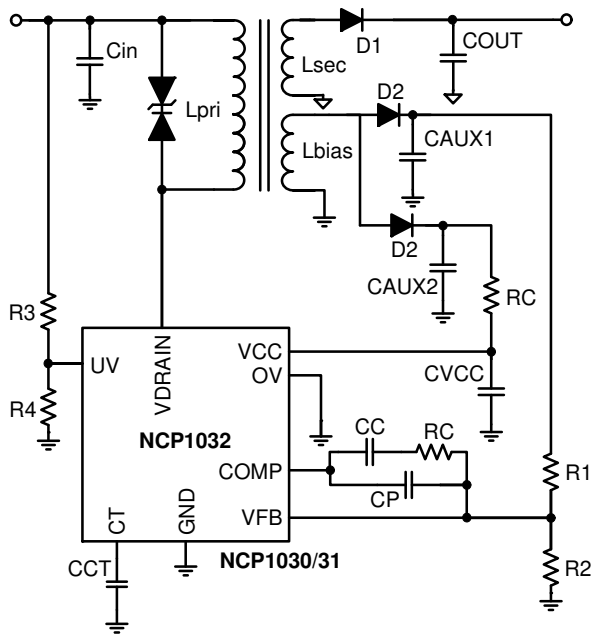 Cin
D1
COUT
Lpri
Lsec
D2
Lbias
CAUX1
D2
CAUX2
RC
R3
VDRAIN
UV
VCC
OV
CVCC
R4
NCP1032
CC
RC
COMP
CP
R1
CT
GND
VFB
CCT
NCP1030/31
R2